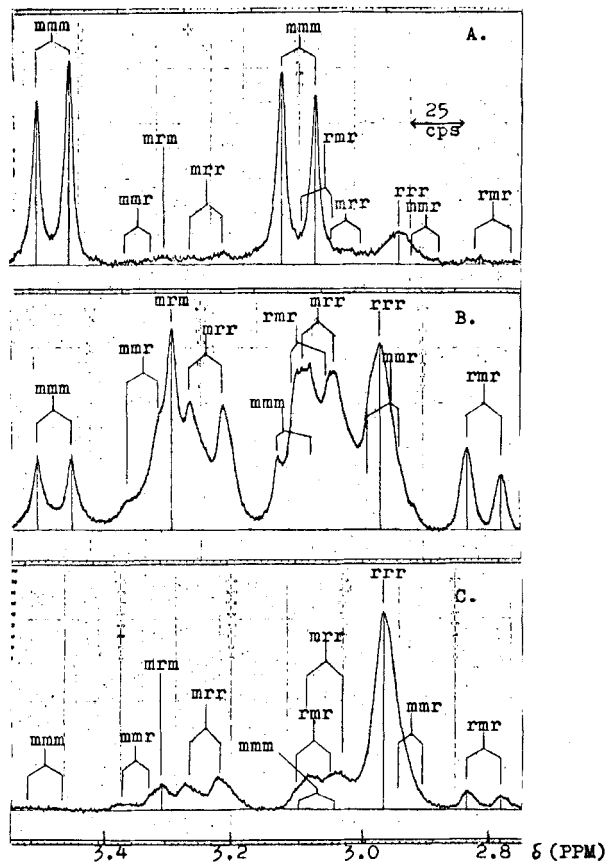 mmm mmm A.
25
cps
rmr
mmr mrm mrr mrr rrr mmr rmr
mrm mrr rrr B.
rmr
mmr mrr mmr
mmm mmm rmr
rrr
C.
mrm mrr
mrr rmr mmr rmr
mmm mmr mmm
3.4 3.2 3.0 2.8 δ (PPM)